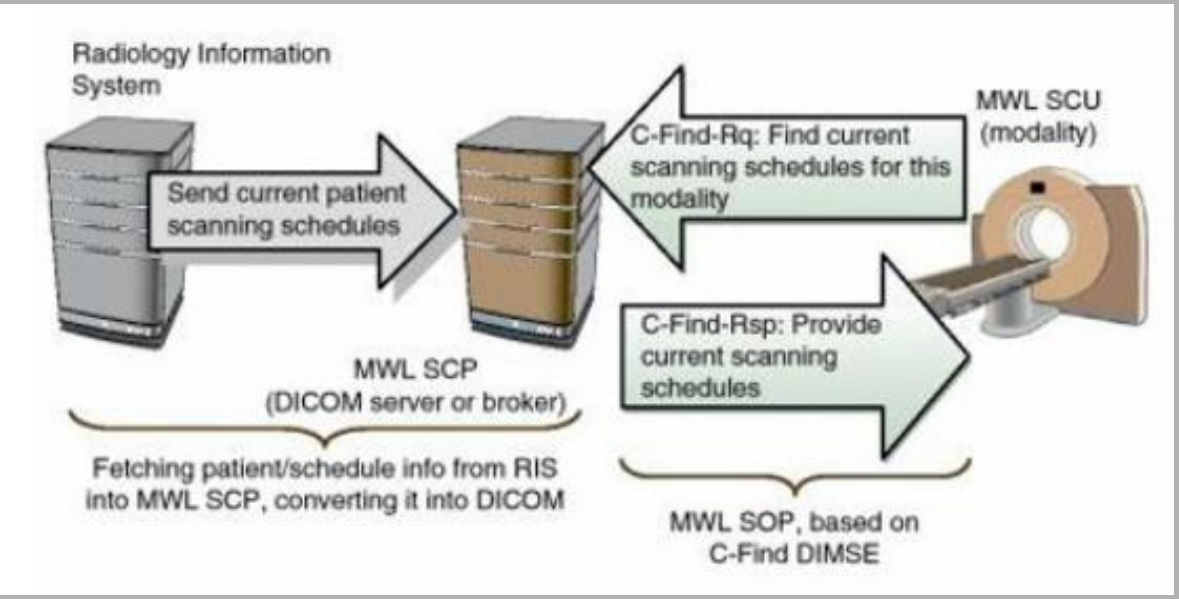 Radiology Information
System
Send current patient
scanning schedules
C-Find-Rq: Find current
scanning schedules for this
modality
MWL SCU
(modality)
C-Find-Rsp: Provide
current scanning
schedules
MWL SCP
(DICOM server or broker)
Fetching patient/schedule info from RIS
into MWL SCP, converting it into DICOM
MWL SOP, based on
C-Find DIMSE